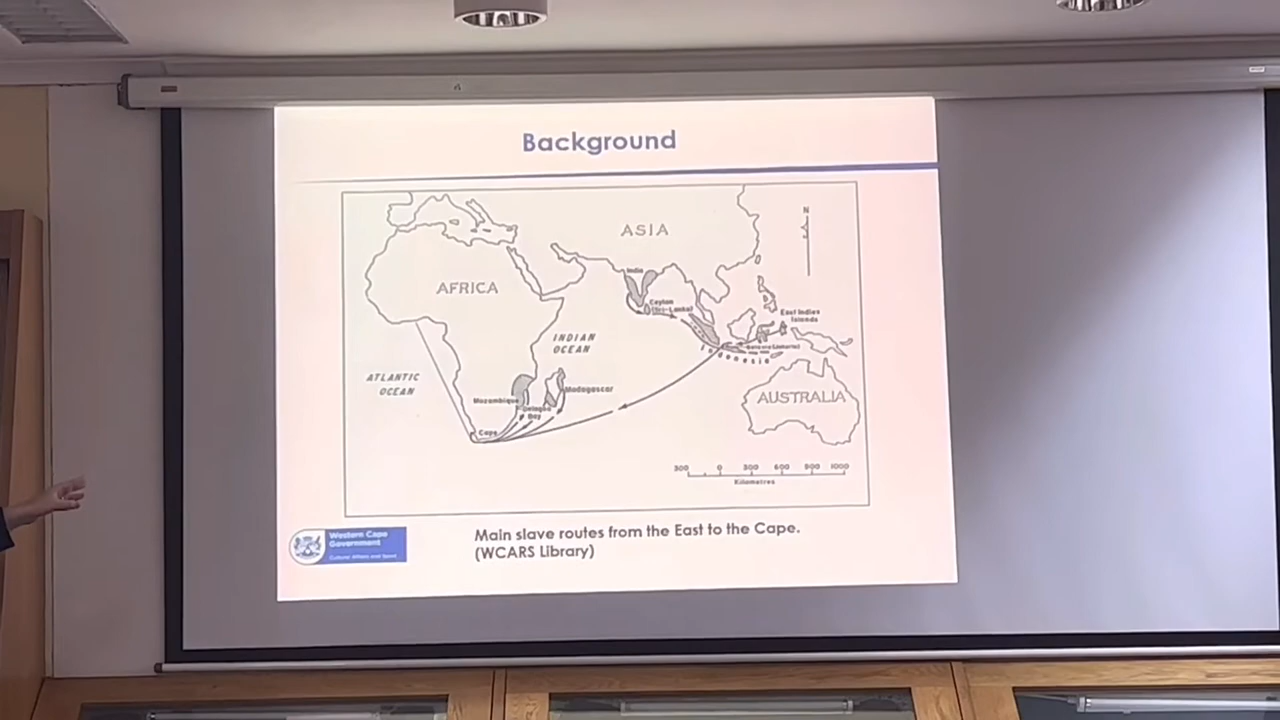 Background
N
ASIA
India
AFRICA
Ceylon
(Sri-Lanka)
East Indies
Islands
INDIAN
OCEAN
Indonesia
ATLANTIC
OCEAN
Madagascar
Mozambique
Delagoa
Bay
AUSTRALIA
Cape
300 0 300 600 900 1000
Kilometres
Western Cape
Government
Cultural Affairs and Sport
Main slave routes from the East to the Cape.
(WCARS Library)